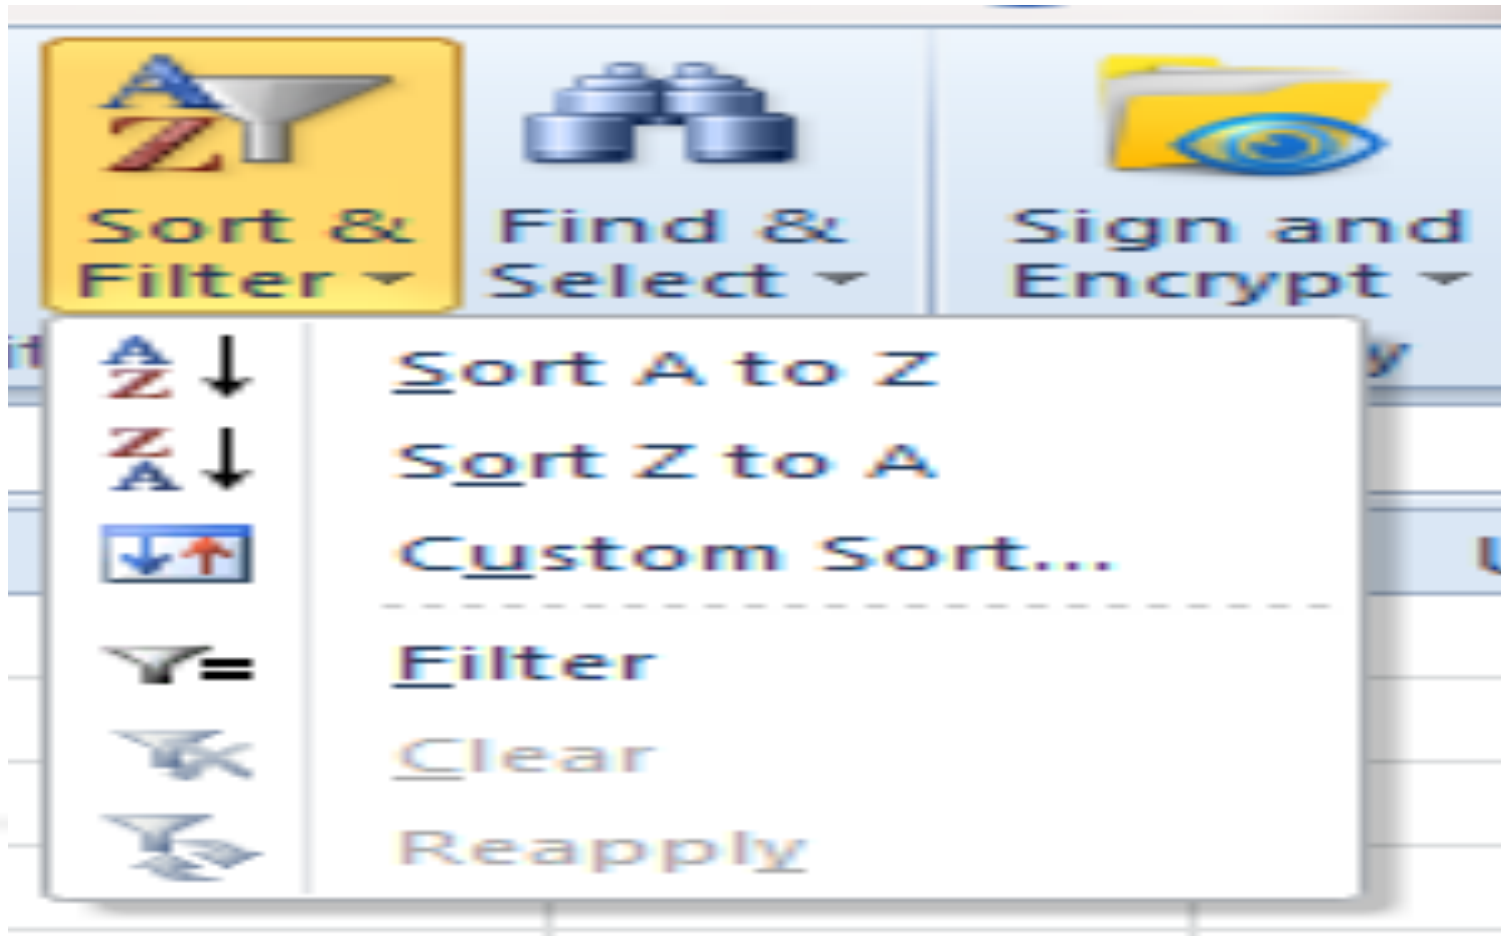 Sort &
Filter
Find &
Select
Sign and
Encrypt
Sort A to Z
Sort Z to A
Custom Sort...
Filter
Clear
Reapply